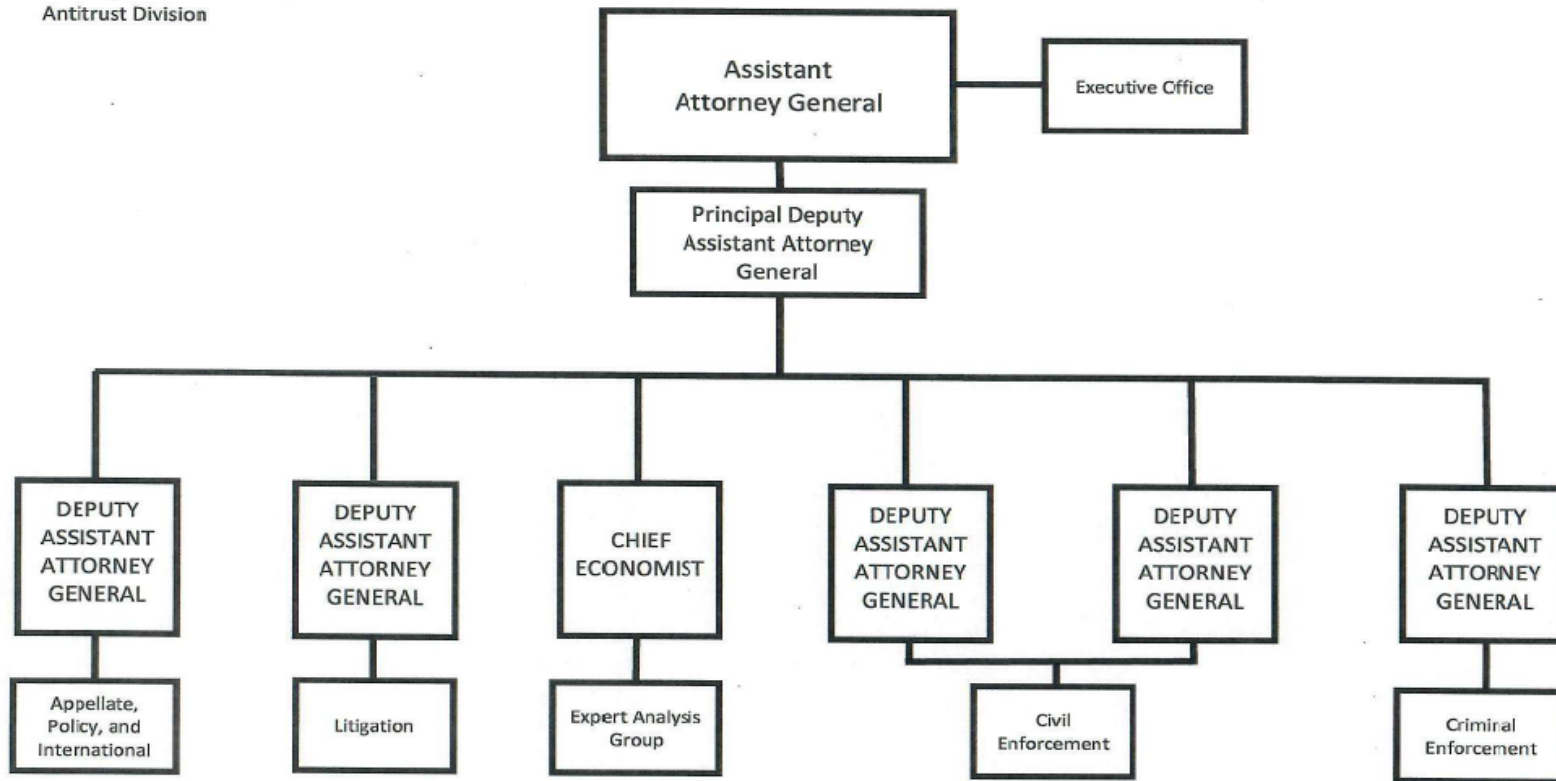 Antitrust Division
Assistant
Attorney General
Executive Office
Principal Deputy
Assistant Attorney
General
DEPUTY
ASSISTANT
ATTORNEY
GENERAL
DEPUTY
ASSISTANT
ATTORNEY
GENERAL
CHIEF
ECONOMIST
DEPUTY
ASSISTANT
ATTORNEY
GENERAL
DEPUTY
ASSISTANT
ATTORNEY
GENERAL
DEPUTY
ASSISTANT
ATTORNEY
GENERAL
Appellate,
Policy, and
International
Litigation
Expert Analysis
Group
Civil
Enforcement
Criminal
Enforcement